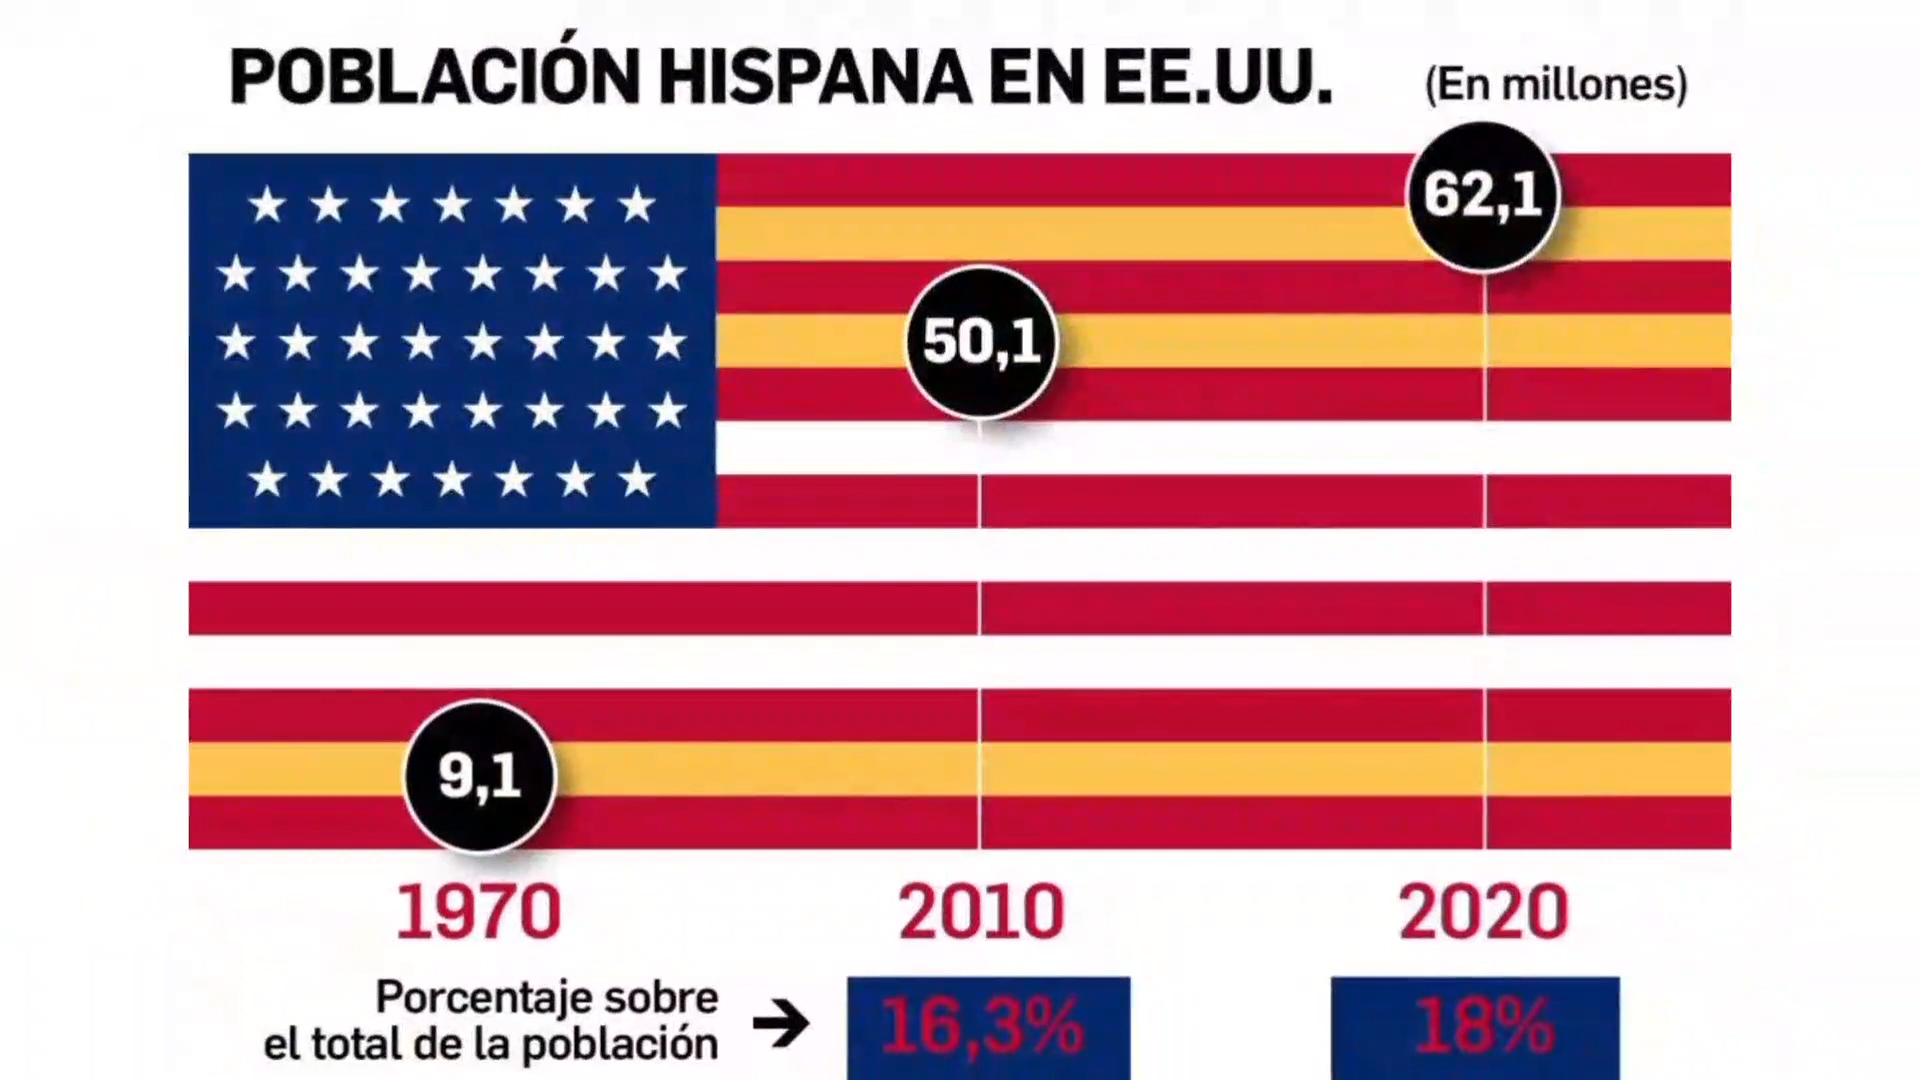 POBLACIÓN HISPANA EN EE.UU.
(En millones)
62,1
50,1
9,1
1970
2010
2020
Porcentaje sobre
el total de la población
16,3%
18%